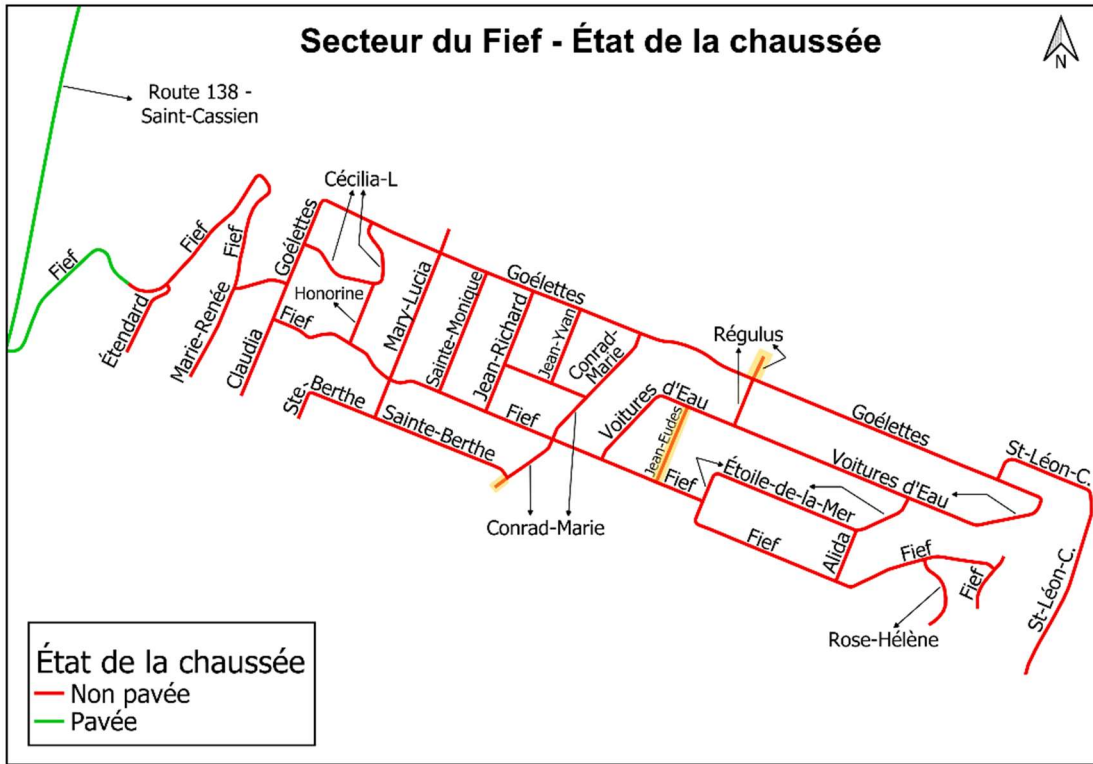 Secteur du Fief - État de la chaussée
N
Route 138 -
Saint-Cassien
Cécilia-L
Fief
Fief
Fief
Goélettes
Étendard
Marie-Renée
Claudia
Honorine
Fief
Mary-Lucia
Sainte-Monique
Jean-Richard
Jean-Yvan
Goélettes
Conrad-
Marie
Régulus
Ste-Berthe
Sainte-Berthe
Fief
Voitures d'Eau
Jean-Eudes
Fief
Goélettes
St-Léon-C.
Étoile-de-la-Mer
Voitures d'Eau
Conrad-Marie
Fief
Alida
Fief
Fief
St-Léon-C.
Rose-Hélène
État de la chaussée
Non pavée
Pavée